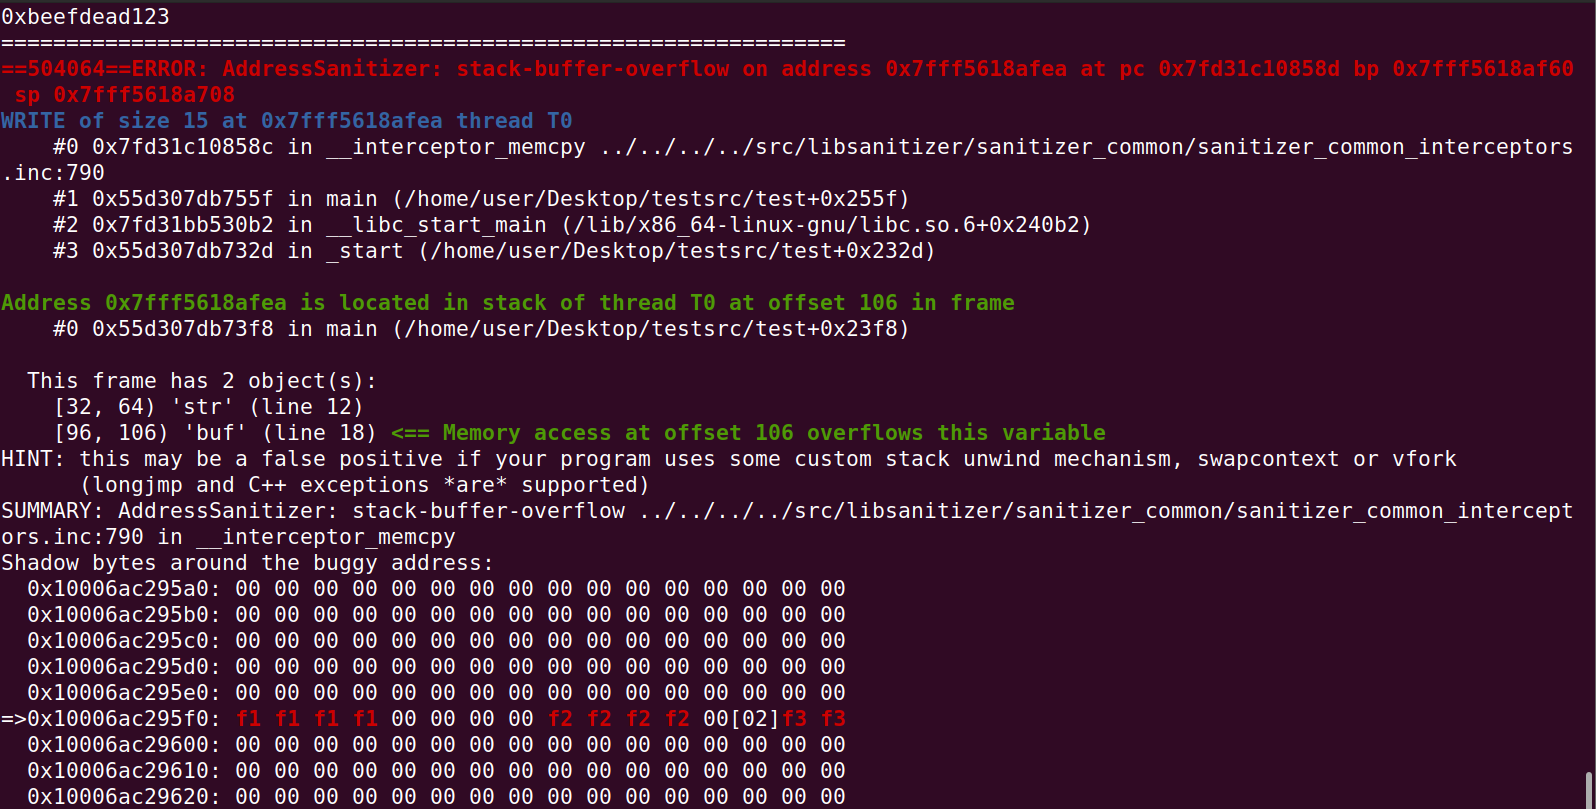 0xbeefdead123
=================================================================
==504064==ERROR: AddressSanitizer: stack-buffer-overflow on address 0x7fff5618afea at pc 0x7fd31c10858d bp 0x7fff5618af60
 sp 0x7fff5618a708
WRITE of size 15 at 0x7fff5618afea thread T0
    #0 0x7fd31c10858c in __interceptor_memcpy ../../../../src/libsanitizer/sanitizer_common/sanitizer_common_interceptors
.inc:790
    #1 0x55d307db755f in main (/home/user/Desktop/testsrc/test+0x255f)
    #2 0x7fd31bb530b2 in __libc_start_main (/lib/x86_64-linux-gnu/libc.so.6+0x240b2)
    #3 0x55d307db732d in _start (/home/user/Desktop/testsrc/test+0x232d)

Address 0x7fff5618afea is located in stack of thread T0 at offset 106 in frame
    #0 0x55d307db73f8 in main (/home/user/Desktop/testsrc/test+0x23f8)

  This frame has 2 object(s):
    [32, 64) 'str' (line 12)
    [96, 106) 'buf' (line 18) <== Memory access at offset 106 overflows this variable
HINT: this may be a false positive if your program uses some custom stack unwind mechanism, swapcontext or vfork
      (longjmp and C++ exceptions *are* supported)
SUMMARY: AddressSanitizer: stack-buffer-overflow ../../../../src/libsanitizer/sanitizer_common/sanitizer_common_intercept
ors.inc:790 in __interceptor_memcpy
Shadow bytes around the buggy address:
  0x10006ac295a0: 00 00 00 00 00 00 00 00 00 00 00 00 00 00 00 00
  0x10006ac295b0: 00 00 00 00 00 00 00 00 00 00 00 00 00 00 00 00
  0x10006ac295c0: 00 00 00 00 00 00 00 00 00 00 00 00 00 00 00 00
  0x10006ac295d0: 00 00 00 00 00 00 00 00 00 00 00 00 00 00 00 00
  0x10006ac295e0: 00 00 00 00 00 00 00 00 00 00 00 00 00 00 00 00
=>0x10006ac295f0: f1 f1 f1 f1 00 00 00 00 f2 f2 f2 f2 00[02]f3 f3
  0x10006ac29600: 00 00 00 00 00 00 00 00 00 00 00 00 00 00 00 00
  0x10006ac29610: 00 00 00 00 00 00 00 00 00 00 00 00 00 00 00 00
  0x10006ac29620: 00 00 00 00 00 00 00 00 00 00 00 00 00 00 00 00